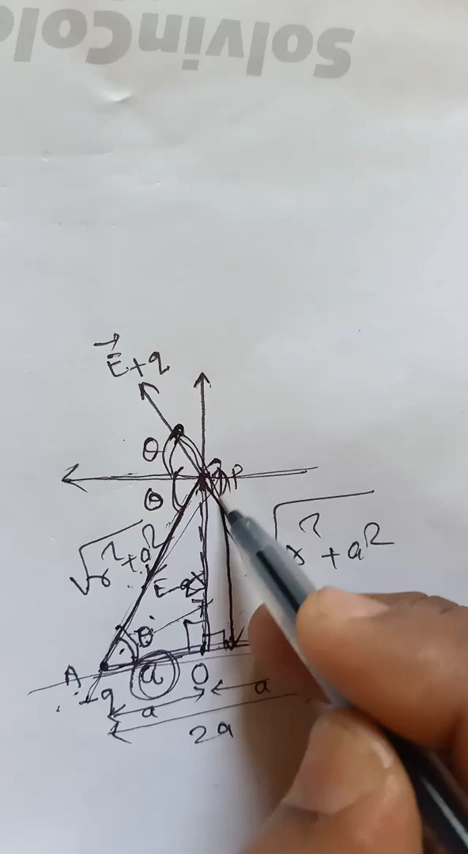 SolvinCol
E+q
θ
P
θ
√r²+a²
√r²+a²
E-q
θ
A
a
O
-q
a
a
2a